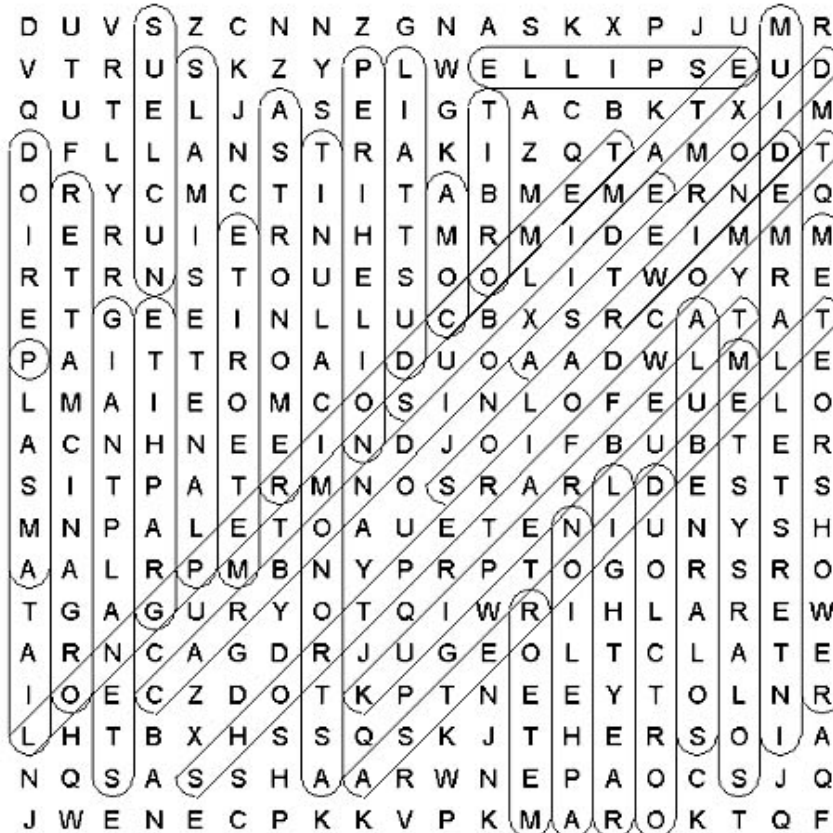 D U V S Z C N N Z G N A S K X P J U M R
V T R U S K Z Y P L W E L L I P S E U D
Q U T E L J A S E I G T A C B K T X I M
D F L L A N S T R A K I Z Q T A M O D T
O R Y C M C T I I T A B M E M E R N E Q
I E R U I E R N H T M R M I D E I M M M
R T R N S T O U E S O O L I T W O Y R E
E T G E E I N L L U C B X S R C A T A T
P A I T T R O A I D U O A A D W L M L E
L M A I E O M C O S I N L O F E U E L O
A C N H N E E I N D J O I F B U B T E R
S I T P A T R M N O S R A R L D E S T S
M N P A L E T O A U E T E N I U N Y S H
A A L R P M B N Y P R P T O G O R S R O
T G A G U R Y O T Q I W R I H L A R E W
A R N C A G D R J U G E O L T C L A T E
I O E C Z D O T K P T N E E Y T O L N R
L H T B X H S S Q S K J T H E R S O I A
N Q S A S S H A A R W N E P A O C S J Q
J W E N E C P K K V P K M A R O K T Q F